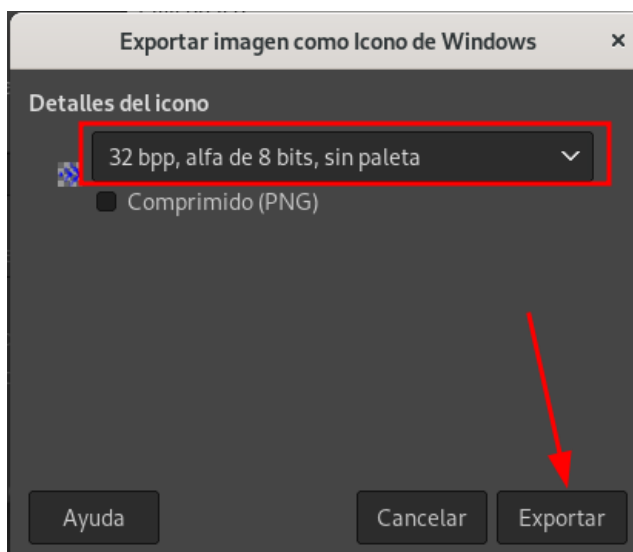 Exportar imagen como Icono de Windows
Detalles del icono
32 bpp, alfa de 8 bits, sin paleta
Comprimido (PNG)
Ayuda
Cancelar
Exportar